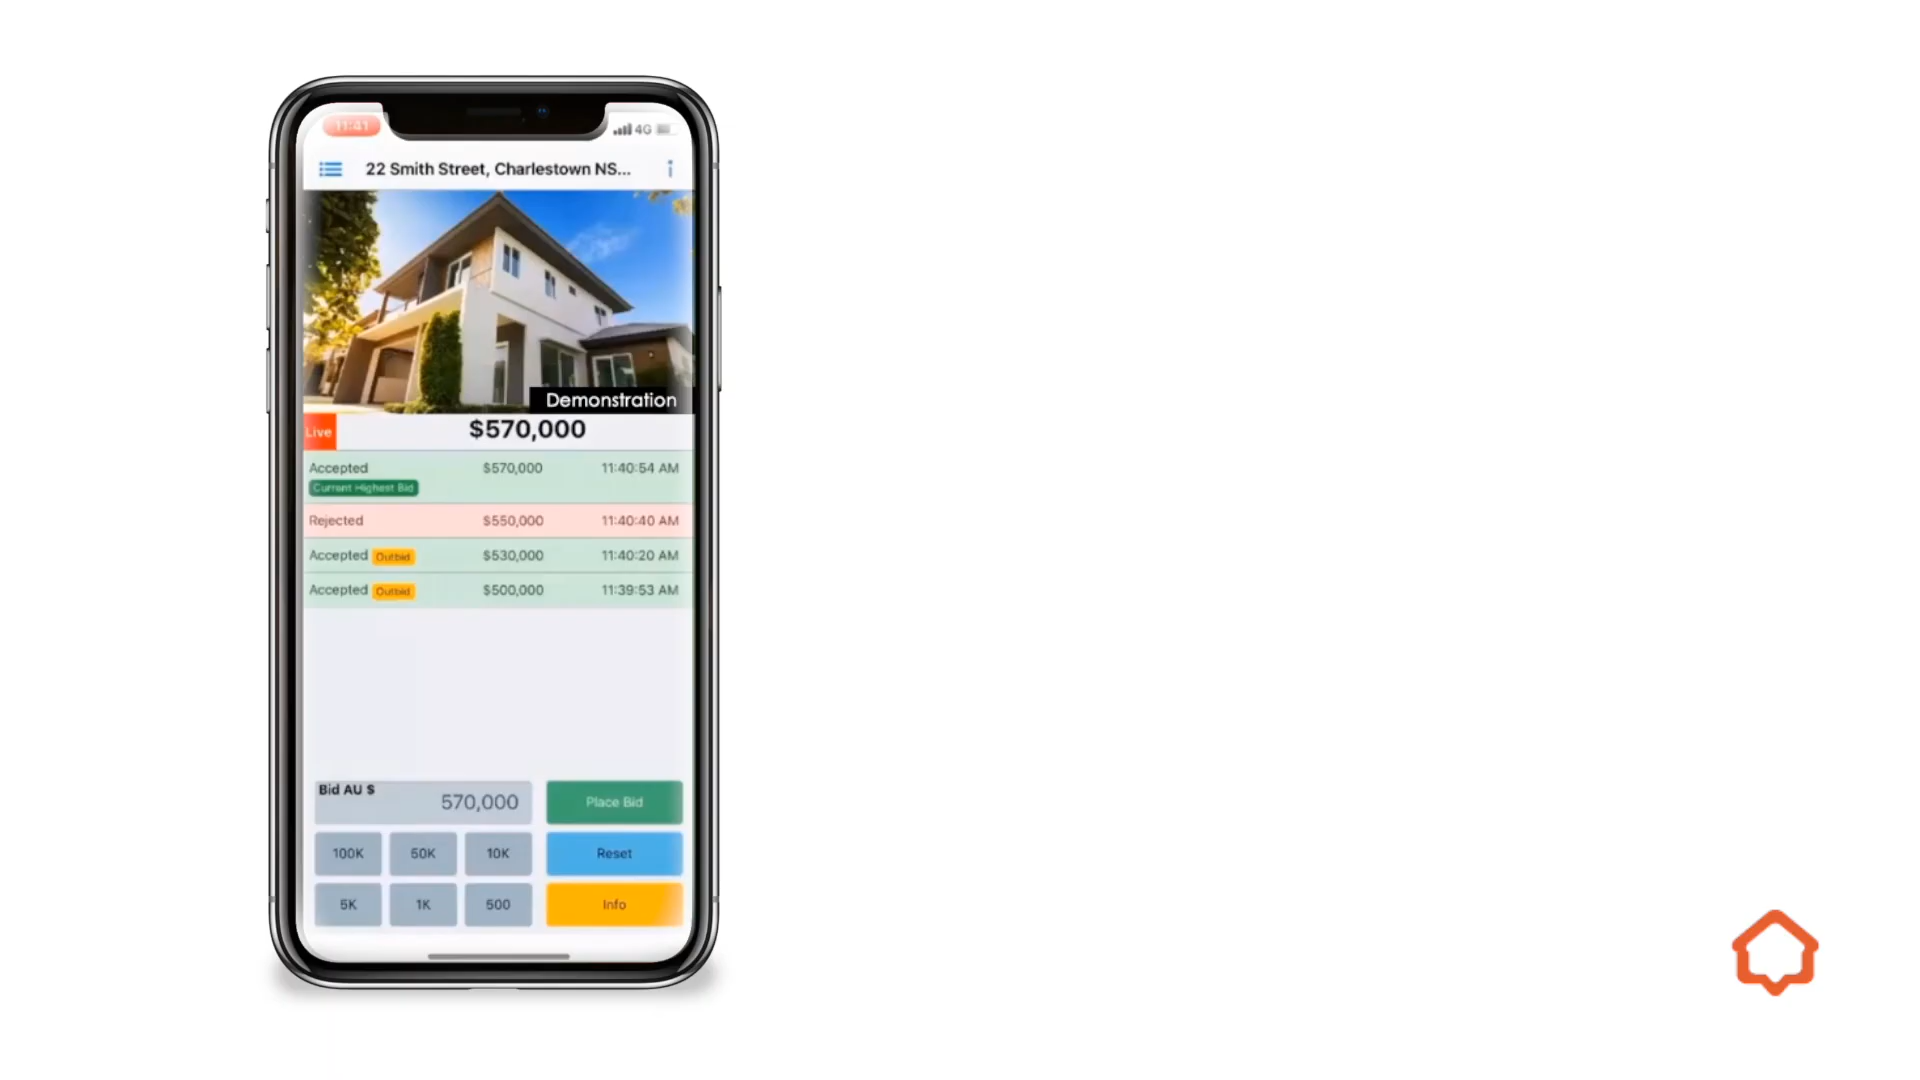 11:41
4G
22 Smith Street, Charlestown NS...
Demonstration
Live
$570,000
Accepted $570,000 11:40:54 AM
Current Highest Bid
Rejected $550,000 11:40:40 AM
Accepted Outbid $530,000 11:40:20 AM
Accepted Outbid $500,000 11:39:53 AM
Bid AU $ 570,000 Place Bid
100K 50K 10K Reset
5K 1K 500 Info